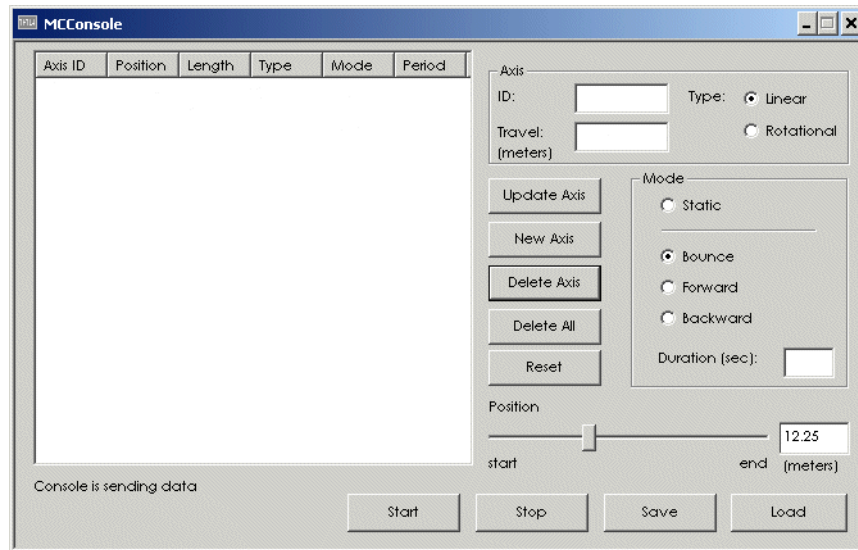 MCConsole
Axis ID Position Length Type Mode Period
Axis
ID: Type: Linear
Travel: Rotational
(meters)
Update Axis
New Axis
Delete Axis
Delete All
Reset
Mode
Static
Bounce
Forward
Backward
Duration (sec):
Position
12.25
start end (meters)
Console is sending data
Start Stop Save Load